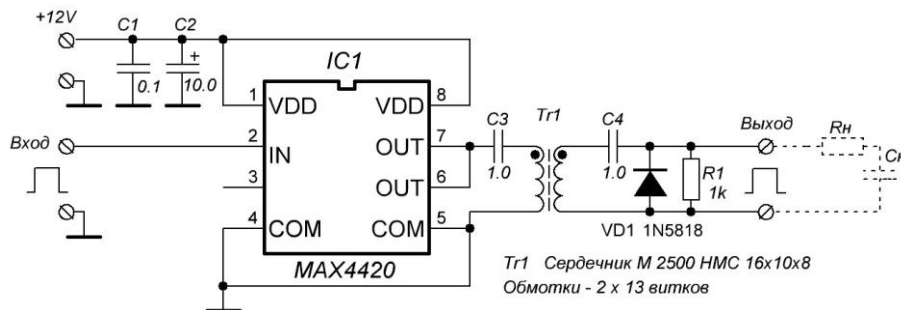 +12V
C1
C2
+
0.1
10.0
IC1
1
VDD
VDD
8
Вход
2
IN
OUT
7
3
OUT
6
4
COM
COM
5
MAX4420
C3
1.0
Tr1
C4
1.0
VD1 1N5818
R1
1k
Выход
Rн
Tr1 Сердечник М 2500 НМС 16х10х8
Обмотки - 2 х 13 витков